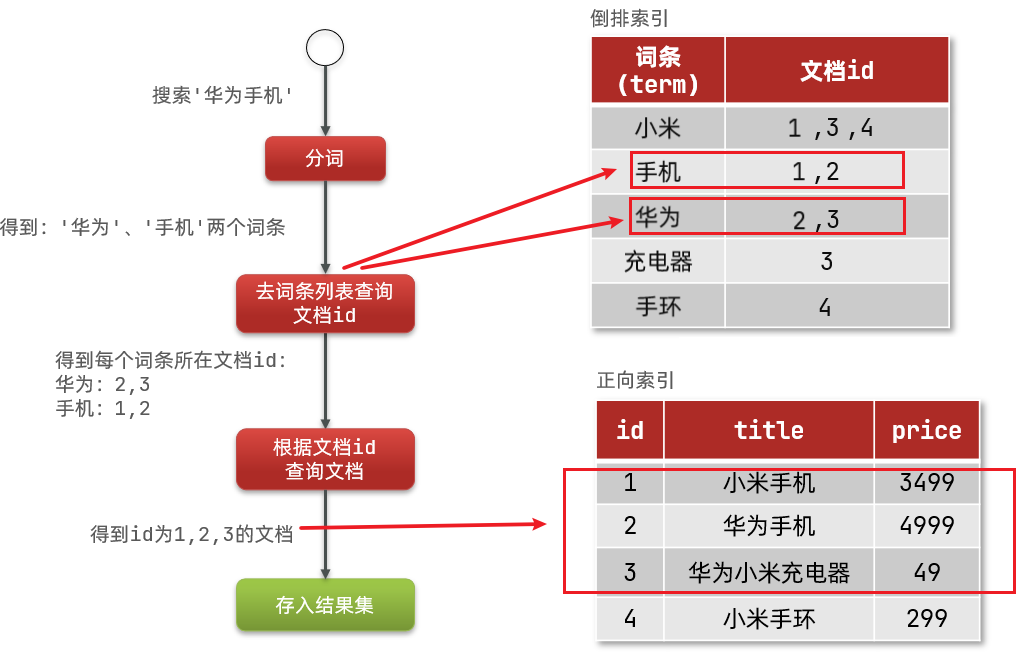 搜索'华为手机'
分词
得到：'华为'、'手机'两个词条
去词条列表查询
文档id
得到每个词条所在文档id：
华为：2,3
手机：1,2
根据文档id
查询文档
得到id为1,2,3的文档
存入结果集
倒排索引
词条
(term) 文档id
小米 1 ,3 ,4
手机 1 ,2
华为 2 ,3
充电器 3
手环 4
正向索引
id title price
1 小米手机 3499
2 华为手机 4999
3 华为小米充电器 49
4 小米手环 299